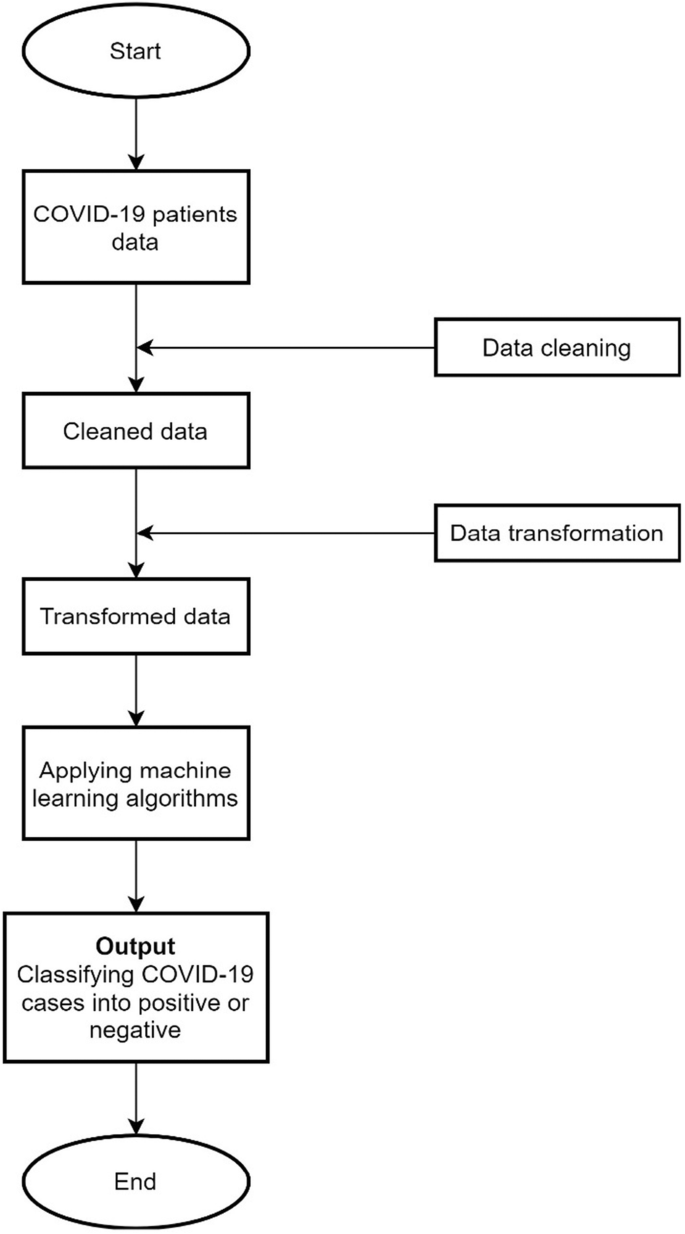 Start
COVID-19 patients
data
Data cleaning
Cleaned data
Data transformation
Transformed data
Applying machine
learning algorithms
Output
Classifying COVID-19
cases into positive or
negative
End